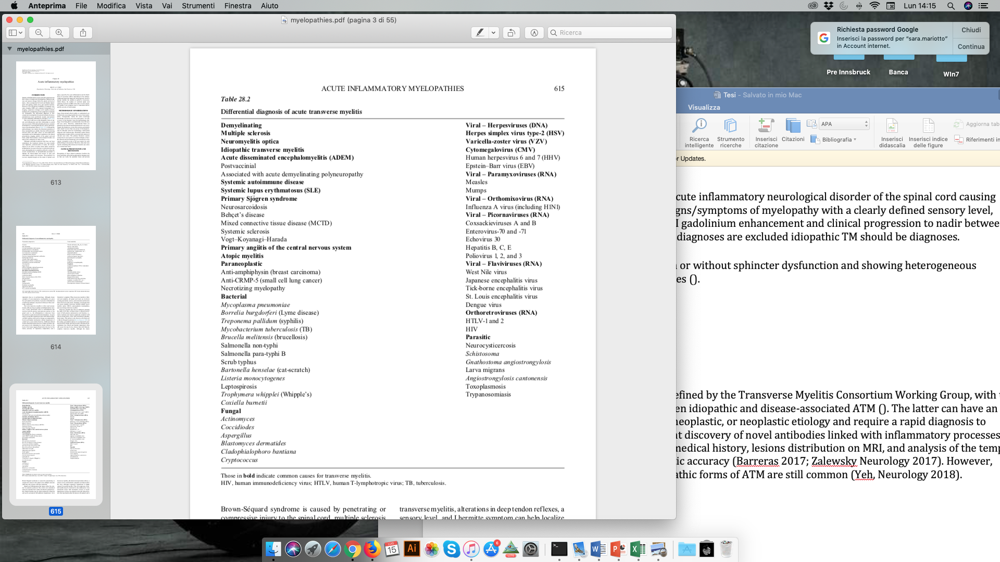 Anteprima File Modifica Vista Vai Strumenti Finestra Aiuto
Lun 14:15
myelopathies.pdf (pagina 3 di 55)
Ricerca
myelopathies.pdf
Acute inflammatory myelopathies
613
614
615
ACUTE INFLAMMATORY MYELOPATHIES 615
Table 28.2
Differential diagnosis of acute transverse myelitis
Demyelinating
Multiple sclerosis
Neuromyelitis optica
Idiopathic transverse myelitis
Acute disseminated encephalomyelitis (ADEM)
Postvaccinial
Associated with acute demyelinating polyneuropathy
Systemic autoimmune disease
Systemic lupus erythmatosus (SLE)
Primary Sjögren syndrome
Neurosarcoidosis
Behçet's disease
Mixed connective tissue disease (MCTD)
Systemic sclerosis
Vogt–Koyanagi–Harada
Primary angiitis of the central nervous system
Atopic myelitis
Paraneoplastic
Anti-amphiphysin (breast carcinoma)
Anti-CRMP-5 (small cell lung cancer)
Necrotizing myelopathy
Bacterial
Mycoplasma pneumoniae
Borrelia burgdorferi (Lyme disease)
Treponema pallidum (syphilis)
Mycobacterium tuberculosis (TB)
Brucella melitensis (brucellosis)
Salmonella non-typhi
Salmonella para-typhi B
Scrub typhus
Bartonella henselae (cat-scratch)
Listeria monocytogenes
Leptospirosis
Trophymera whipplei (Whipple's)
Coxiella burnetii
Fungal
Actinomyces
Coccidiodes
Aspergillus
Blastomyces dermatides
Cladophialophoro bantiana
Cryptococcus
Viral – Herpesviruses (DNA)
Herpes simplex virus type-2 (HSV)
Varicella-zoster virus (VZV)
Cytomegalovirus (CMV)
Human herpesvirus 6 and 7 (HHV)
Epstein–Barr virus (EBV)
Viral – Paramyxoviruses (RNA)
Measles
Mumps
Viral – Orthomixovirus (RNA)
Influenza A virus (including H1N1)
Viral – Picornaviruses (RNA)
Coxsackieviruses A and B
Enterovirus-70 and -71
Echovirus 30
Hepatitis B, C, E
Poliovirus 1, 2, and 3
Viral – Flaviviruses (RNA)
West Nile virus
Japanese encephalitis virus
Tick-borne encephalitis virus
St. Louis encephalitis virus
Dengue virus
Orthoretroviruses (RNA)
HTLV-1 and 2
HIV
Parasitic
Neurocysticercosis
Schistosoma
Gnathostoma angiostrongylosis
Larva migrans
Angiostrongylosis cantonensis
Toxoplasmosis
Trypanosomiasis
Those in bold indicate common causes for transverse myelitis.
HIV, human immunodeficiency virus; HTLV, human T-lymphotropic virus; TB, tuberculosis.
Brown-Séquard syndrome is caused by penetrating or
compressive injury to the spinal cord, multiple sclerosis
transverse myelitis, alterations in deep tendon reflexes, a
sensory level, and Lhermitte symptom can help localize
Richiesta password Google
Inserisci la password per "sara.mariotto"
in Account internet.
Chiudi
Continua
Pre Innsbruck
Banca
WIn7
Tesi - Salvato in mio Mac
Visualizza
Ricerca
intelligente
Strumento
ricerche
Inserisci
citazione
Citazioni
APA
Bibliografia
Inserisci
didascalia
Inserisci indice
delle figure
Aggiorna tab
Riferimenti in
r Updates.
cute inflammatory neurological disorder of the spinal cord causing
gns/symptoms of myelopathy with a clearly defined sensory level,
I gadolinium enhancement and clinical progression to nadir betwee
diagnoses are excluded idiopathic TM should be diagnoses.
or without sphincter dysfunction and showing heterogeneous
es ().
efined by the Transverse Myelitis Consortium Working Group, with
en idiopathic and disease-associated ATM (). The latter can have an
neoplastic, or neoplastic etiology and require a rapid diagnosis to
nt discovery of novel antibodies linked with inflammatory processes
medical history, lesions distribution on MRI, and analysis of the temp
ic accuracy (Barreras 2017; Zalewsky Neurology 2017). However,
athic forms of ATM are still common (Yeh, Neurology 2018).
LUG
15
Ai
6
LITE